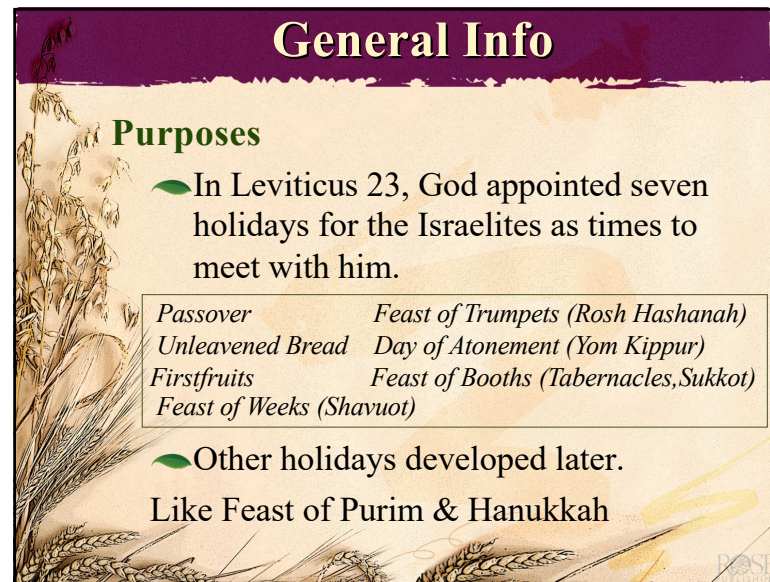 General Info
Purposes
In Leviticus 23, God appointed seven
holidays for the Israelites as times to
meet with him.
Passover Feast of Trumpets (Rosh Hashanah)
Unleavened Bread Day of Atonement (Yom Kippur)
Firstfruits Feast of Booths (Tabernacles,Sukkot)
Feast of Weeks (Shavuot)
Other holidays developed later.
Like Feast of Purim & Hanukkah